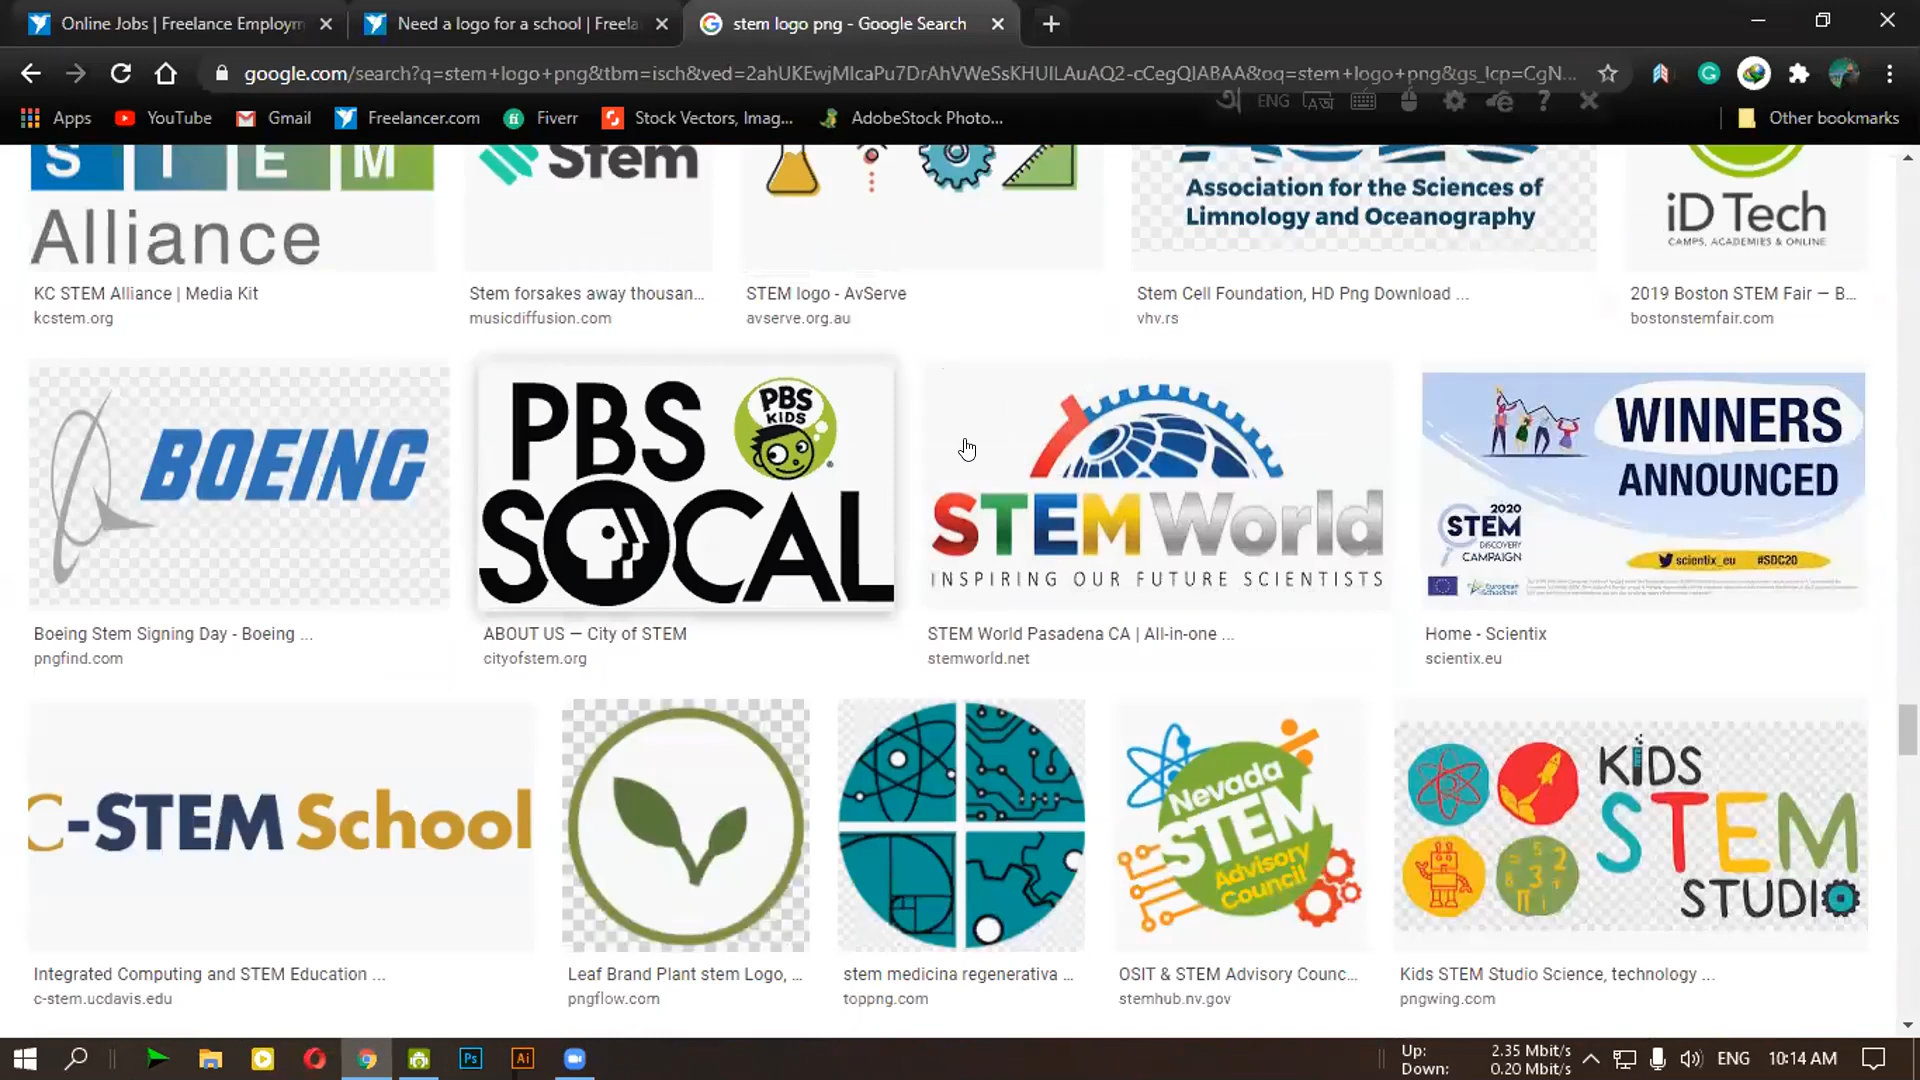 Online Jobs | Freelance Employm
Need a logo for a school | Freela
stem logo png - Google Search
google.com/search?q=stem+logo+png&tbm=isch&ved=2ahUKEwjMIcaPu7DrAhVWeSsKHUILAuAQ2-cCegQIABAA&oq=stem+logo+png&gs_lcp=CgN...
ENG
Apps
YouTube
Gmail
Freelancer.com
Fiverr
Stock Vectors, Imag...
AdobeStock Photo...
Other bookmarks
STEM
Alliance
Stem
Association for the Sciences of
Limnology and Oceanography
iD Tech
CAMPS, ACADEMIES & ONLINE
KC STEM Alliance | Media Kit
kcstem.org
Stem forsakes away thousan...
musicdiffusion.com
STEM logo - AvServe
avserve.org.au
Stem Cell Foundation, HD Png Download ...
vhv.rs
2019 Boston STEM Fair — B...
bostonstemfair.com
BOEING
PBS
PBS
KIDS
SOCAL
STEM World
INSPIRING OUR FUTURE SCIENTISTS
WINNERS
ANNOUNCED
2020
STEM
DISCOVERY
CAMPAIGN
scientix_eu #SDC20
European
Schoolnet
Boeing Stem Signing Day - Boeing ...
pngfind.com
ABOUT US — City of STEM
cityofstem.org
STEM World Pasadena CA | All-in-one ...
stemworld.net
Home - Scientix
scientix.eu
C-STEM School
Nevada
STEM
Advisory
Council
KiDS
STEM
STUDIO
Integrated Computing and STEM Education ...
c-stem.ucdavis.edu
Leaf Brand Plant stem Logo, ...
pngflow.com
stem medicina regenerativa ...
toppng.com
OSIT & STEM Advisory Counc...
stemhub.nv.gov
Kids STEM Studio Science, technology ...
pngwing.com
Ps
Ai
Up: 2.35 Mbit/s
Down: 0.20 Mbit/s
ENG
10:14 AM